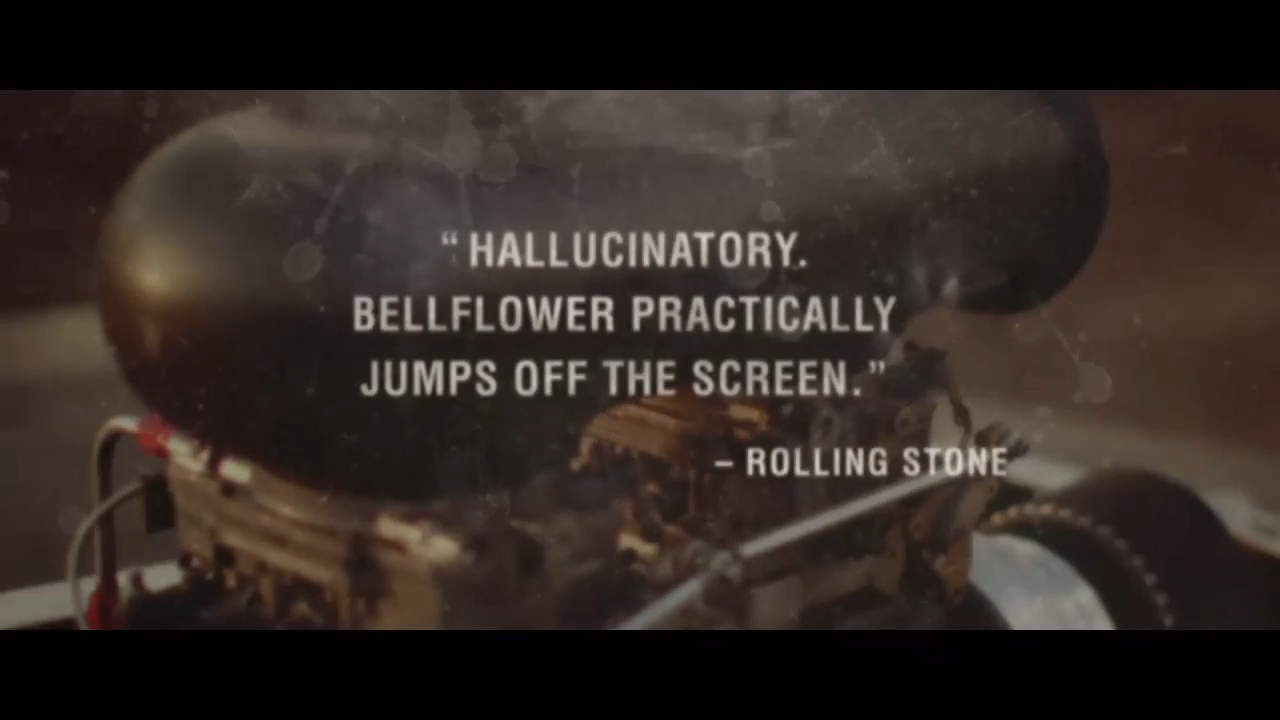 “ HALLUCINATORY.
BELLFLOWER PRACTICALLY
JUMPS OFF THE SCREEN.”
– ROLLING STONE